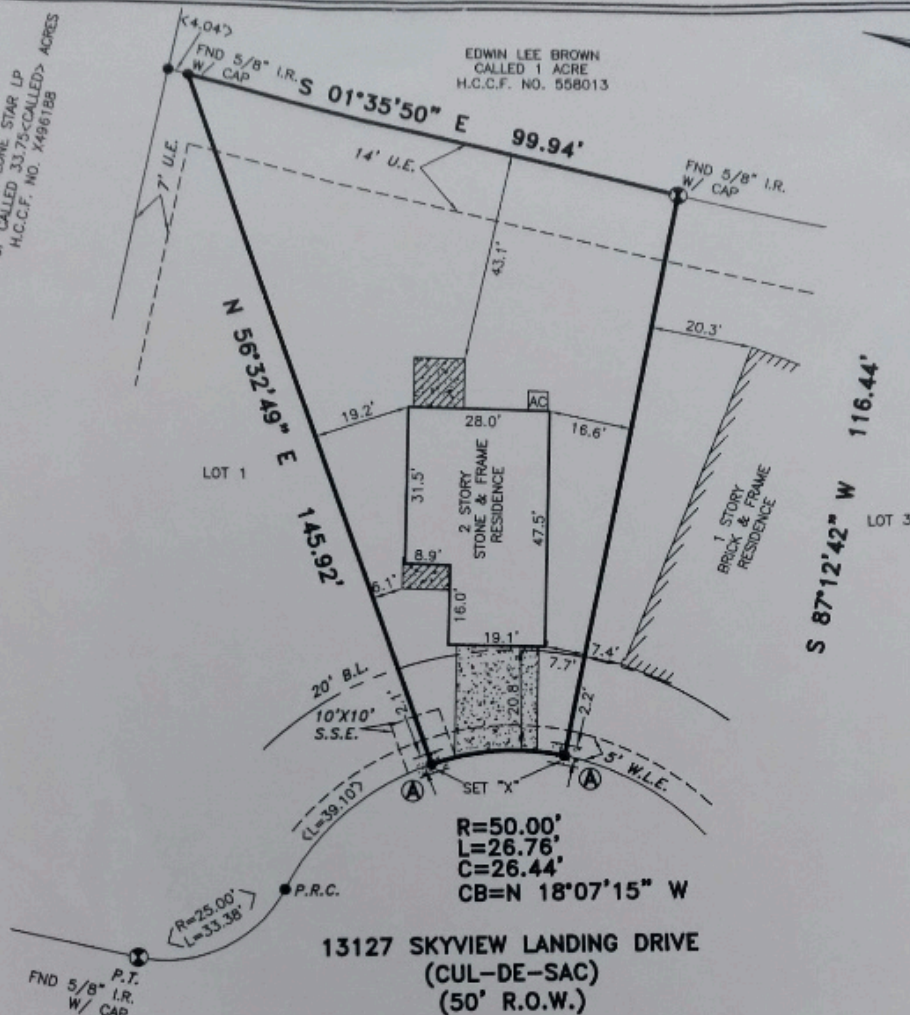 <4.04'>
FND 5/8" I.R.
W/ CAP
EDWIN LEE BROWN
CALLED 1 ACRE
H.C.C.F. NO. 558013
STAR LP
CALLED 33.75<CALLED> ACRES
H.C.C.F. NO. X496188
S 01°35'50" E 99.94'
14' U.E.
7' U.E.
FND 5/8" I.R.
W/ CAP
43.1'
20.3'
N 56°32'49" E 145.92'
19.2'
28.0'
AC
16.6'
LOT 1
31.5'
2 STORY
STONE & FRAME
RESIDENCE
47.5'
1 STORY
BRICK & FRAME
RESIDENCE
S 87°12'42" W 116.44'
LOT 3
8.9'
6.1'
16.0'
19.1'
7.7'
7.4'
20' B.L.
10'X10'
S.S.E.
2.1'
20.8'
2.2'
5' W.L.E.
SET "X"
A
A
<L=39.10'>
R=50.00'
L=26.76'
C=26.44'
CB=N 18°07'15" W
P.R.C.
<R=25.00'
L=33.38'>
P.T.
FND 5/8" I.R.
W/ CAP
13127 SKYVIEW LANDING DRIVE
(CUL-DE-SAC)
(50' R.O.W.)